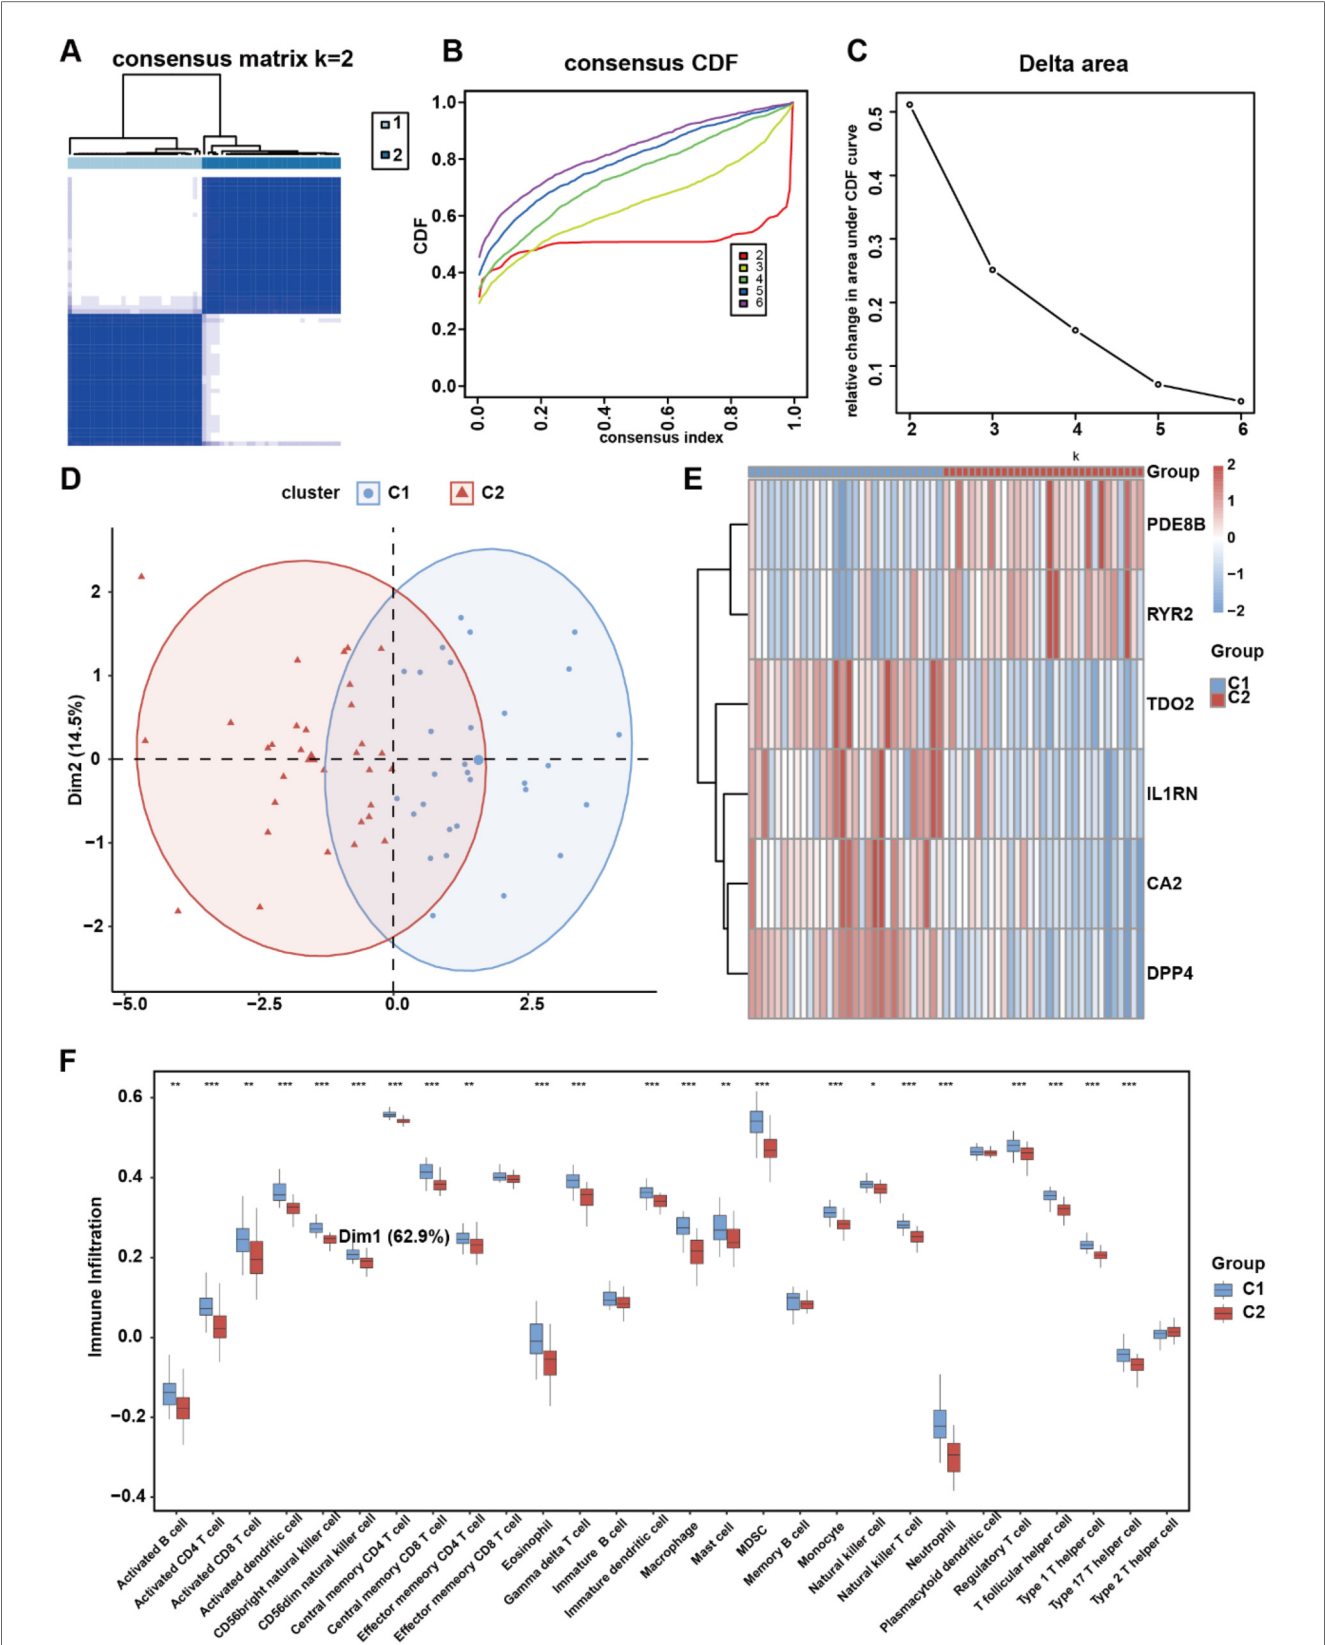 A
consensus matrix k=2
1
2
B
consensus CDF
CDF
1.0
0.8
0.6
0.4
0.2
0.0
2
3
4
5
6
0.0
0.2
0.4
0.6
0.8
1.0
consensus index
C
Delta area
relative change in area under CDF curve
0.5
0.4
0.3
0.2
0.1
2
3
4
5
6
k
D
cluster
C1
C2
Dim2 (14.5%)
2
1
0
−1
−2
−5.0
−2.5
0.0
2.5
E
Group
PDE8B
RYR2
TDO2
IL1RN
CA2
DPP4
2
1
0
−1
−2
Group
C1
C2
F
Immune Infiltration
0.6
0.4
0.2
0.0
−0.2
−0.4
** *** ** *** *** *** *** *** ** *** *** *** *** ** *** *** * *** *** *** *** *** ***
Dim1 (62.9%)
Group
C1
C2
Activated B cell
Activated CD4 T cell
Activated CD8 T cell
Activated dendritic cell
CD56bright natural killer cell
CD56dim natural killer cell
Central memory CD4 T cell
Central memory CD8 T cell
Effector memeory CD4 T cell
Effector memeory CD8 T cell
Eosinophil
Gamma delta T cell
Immature B cell
Immature dendritic cell
Macrophage
Mast cell
MDSC
Memory B cell
Monocyte
Natural killer cell
Natural killer T cell
Neutrophil
Plasmacytoid dendritic cell
Regulatory T cell
T follicular helper cell
Type 1 T helper cell
Type 17 T helper cell
Type 2 T helper cell